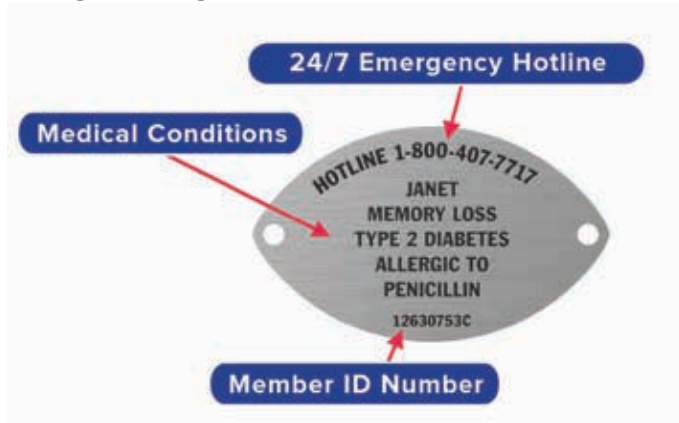 24/7 Emergency Hotline
Medical Conditions
HOTLINE 1-800-407-7717
JANET
MEMORY LOSS
TYPE 2 DIABETES
ALLERGIC TO
PENICILLIN
12630753C
Member ID Number